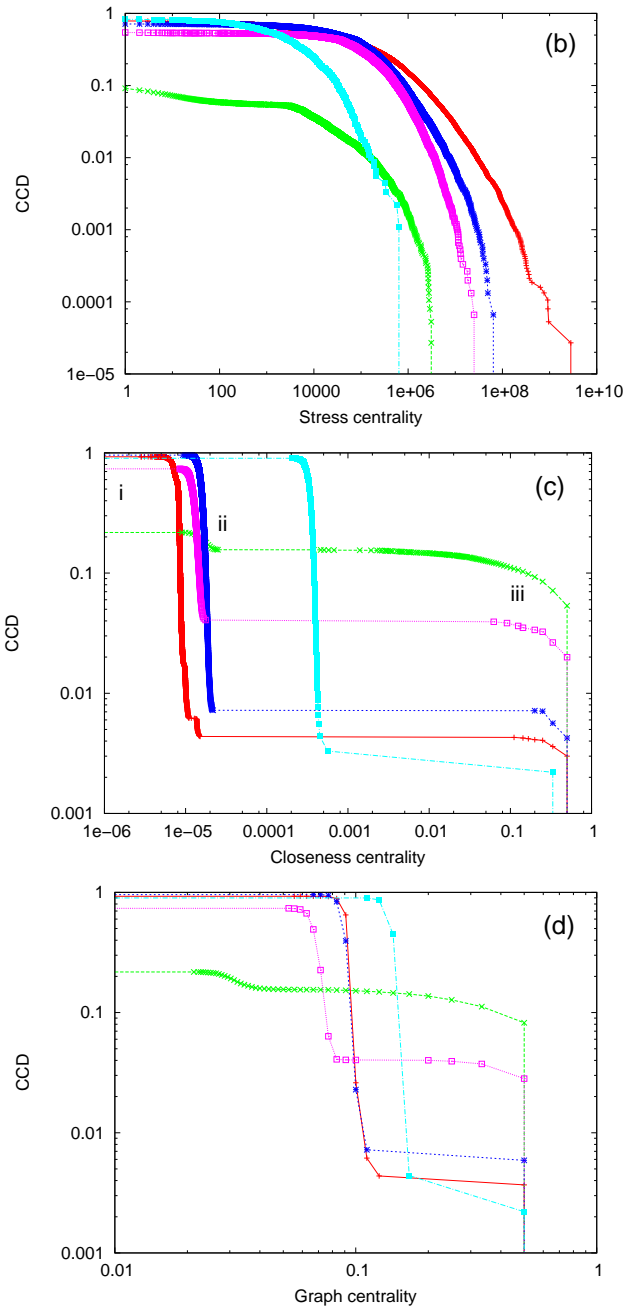 1
(b)
0.1
0.01
CCD
0.001
0.0001
1e−05
1 100 10000 1e+06 1e+08 1e+10
Stress centrality
1
(c)
i
ii
0.1
iii
CCD
0.01
0.001
1e−06 1e−05 0.0001 0.001 0.01 0.1 1
Closeness centrality
1
(d)
0.1
CCD
0.01
0.001
0.01 0.1 1
Graph centrality